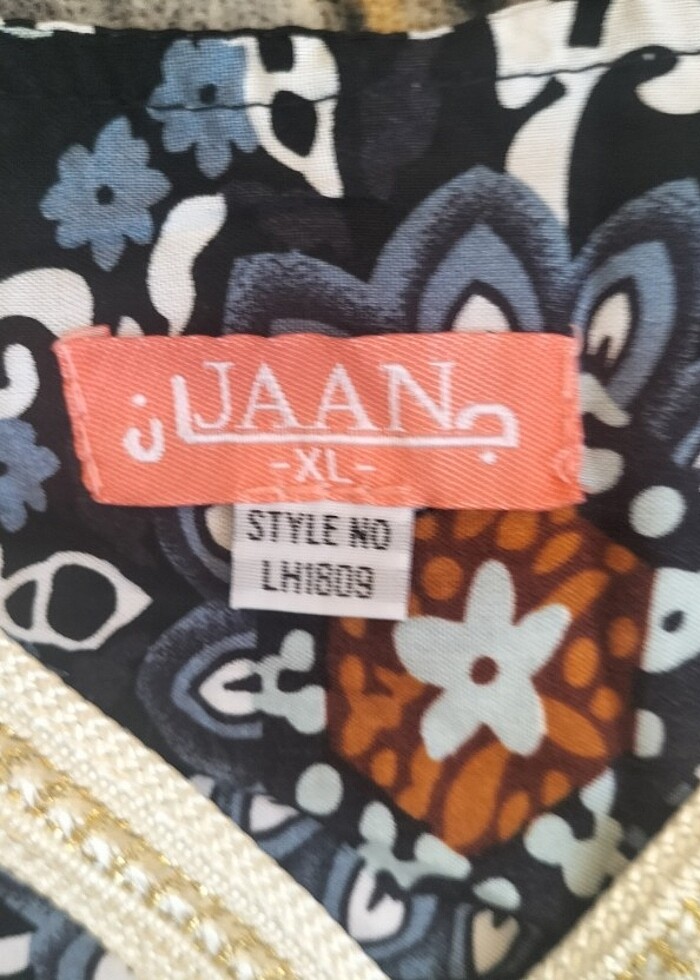 JAAN
جان
-XL-
STYLE NO
LH1809